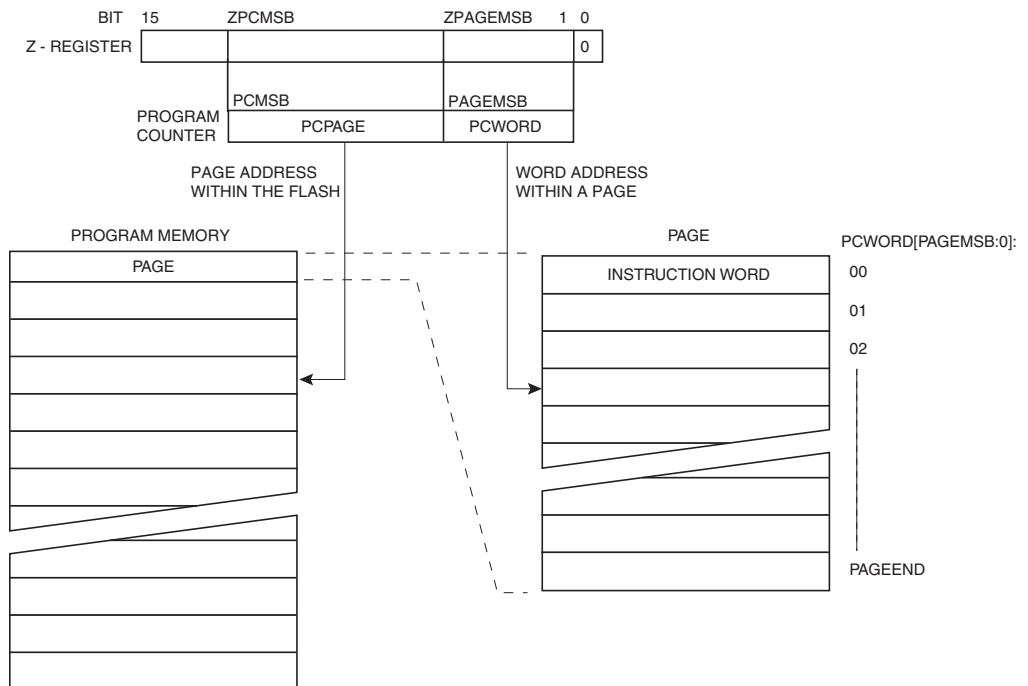 BIT 15 ZPCMSB ZPAGEMSB 1 0
Z - REGISTER 0
PCMSB PAGEMSB
PROGRAM
COUNTER
PCPAGE PCWORD
PAGE ADDRESS
WITHIN THE FLASH
WORD ADDRESS
WITHIN A PAGE
PROGRAM MEMORY
PAGE
PAGE
PCWORD[PAGEMSB:0]:
INSTRUCTION WORD 00
01
02
PAGEEND